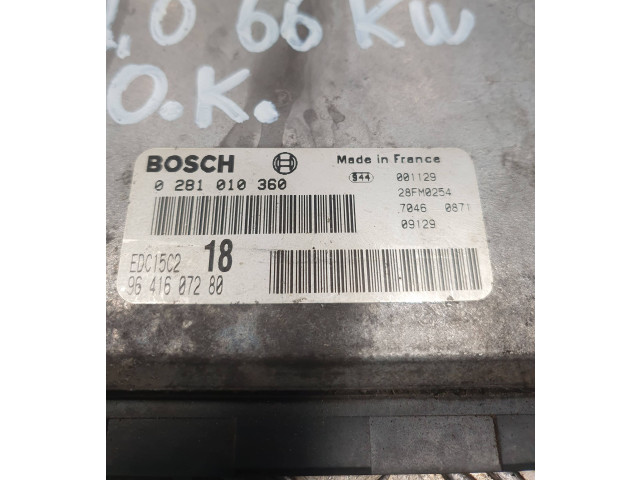 ,0 66 KW
O.K.
BOSCH
Made in France
0 281 010 360
S44 001129
28FM0254
7046 0871
09129
EDC15C2 18
96 416 072 80